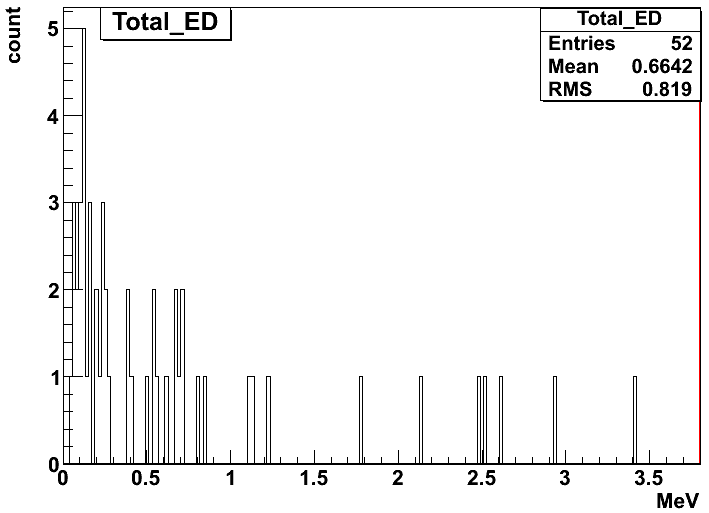 Total_ED
Total_ED
Entries 52
Mean 0.6642
RMS 0.819
count
5
4
3
2
1
0
0 0.5 1 1.5 2 2.5 3 3.5
MeV